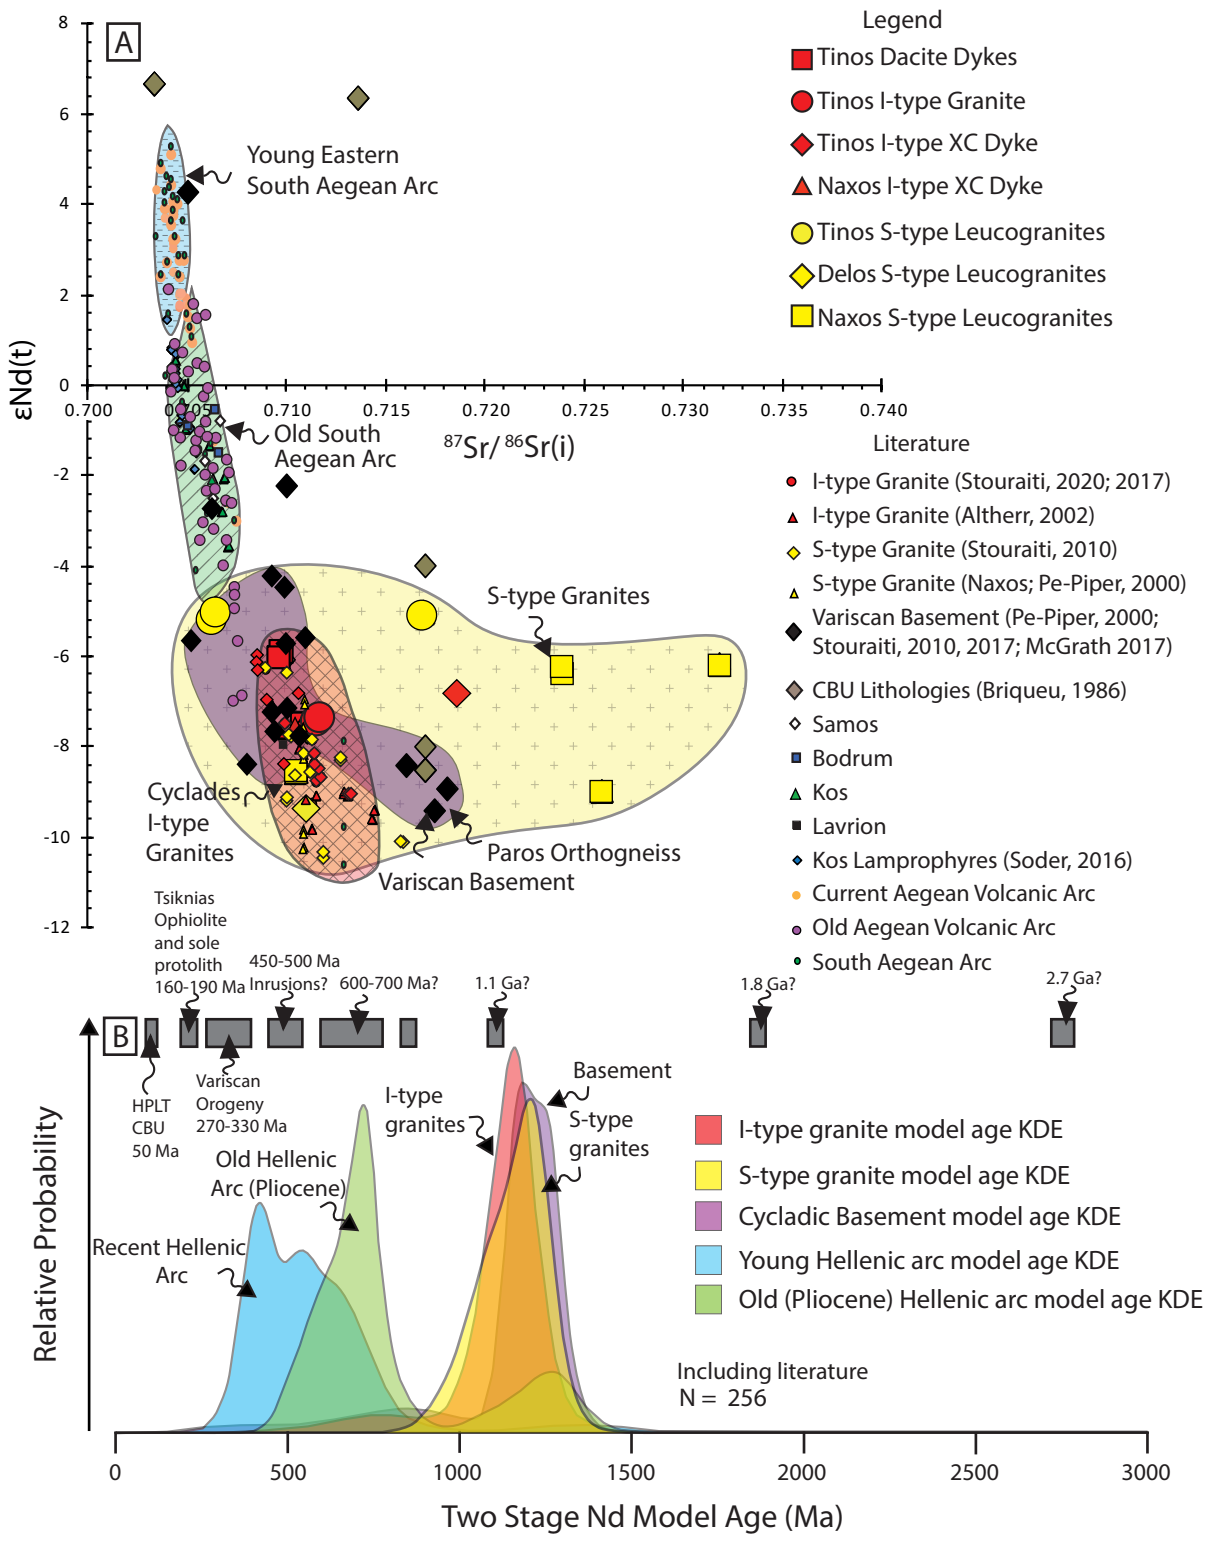 A
Legend
Tinos Dacite Dykes
Tinos I-type Granite
Tinos I-type XC Dyke
Naxos I-type XC Dyke
Tinos S-type Leucogranites
Delos S-type Leucogranites
Naxos S-type Leucogranites
8
6
4
2
0
-2
-4
-6
-8
-10
-12
εNd(t)
Young Eastern
South Aegean Arc
0.700
0.705
0.710
0.715
0.720
0.725
0.730
0.735
0.740
87Sr/ 86Sr(i)
Old South
Aegean Arc
S-type Granites
Cyclades
I-type
Granites
Paros Orthogneiss
Variscan Basement
Literature
I-type Granite (Stouraiti, 2020; 2017)
I-type Granite (Altherr, 2002)
S-type Granite (Stouraiti, 2010)
S-type Granite (Naxos; Pe-Piper, 2000)
Variscan Basement (Pe-Piper, 2000;
Stouraiti, 2010, 2017; McGrath 2017)
CBU Lithologies (Briqueu, 1986)
Samos
Bodrum
Kos
Lavrion
Kos Lamprophyres (Soder, 2016)
Current Aegean Volcanic Arc
Old Aegean Volcanic Arc
South Aegean Arc
Tsiknias
Ophiolite
and sole
protolith
160-190 Ma
450-500 Ma
Inrusions?
600-700 Ma?
1.1 Ga?
1.8 Ga?
2.7 Ga?
B
HPLT
CBU
50 Ma
Variscan
Orogeny
270-330 Ma
Old Hellenic
Arc (Pliocene)
Recent Hellenic
Arc
I-type
granites
Basement
S-type
granites
I-type granite model age KDE
S-type granite model age KDE
Cycladic Basement model age KDE
Young Hellenic arc model age KDE
Old (Pliocene) Hellenic arc model age KDE
Including literature
N = 256
Relative Probability
0
500
1000
1500
2000
2500
3000
Two Stage Nd Model Age (Ma)